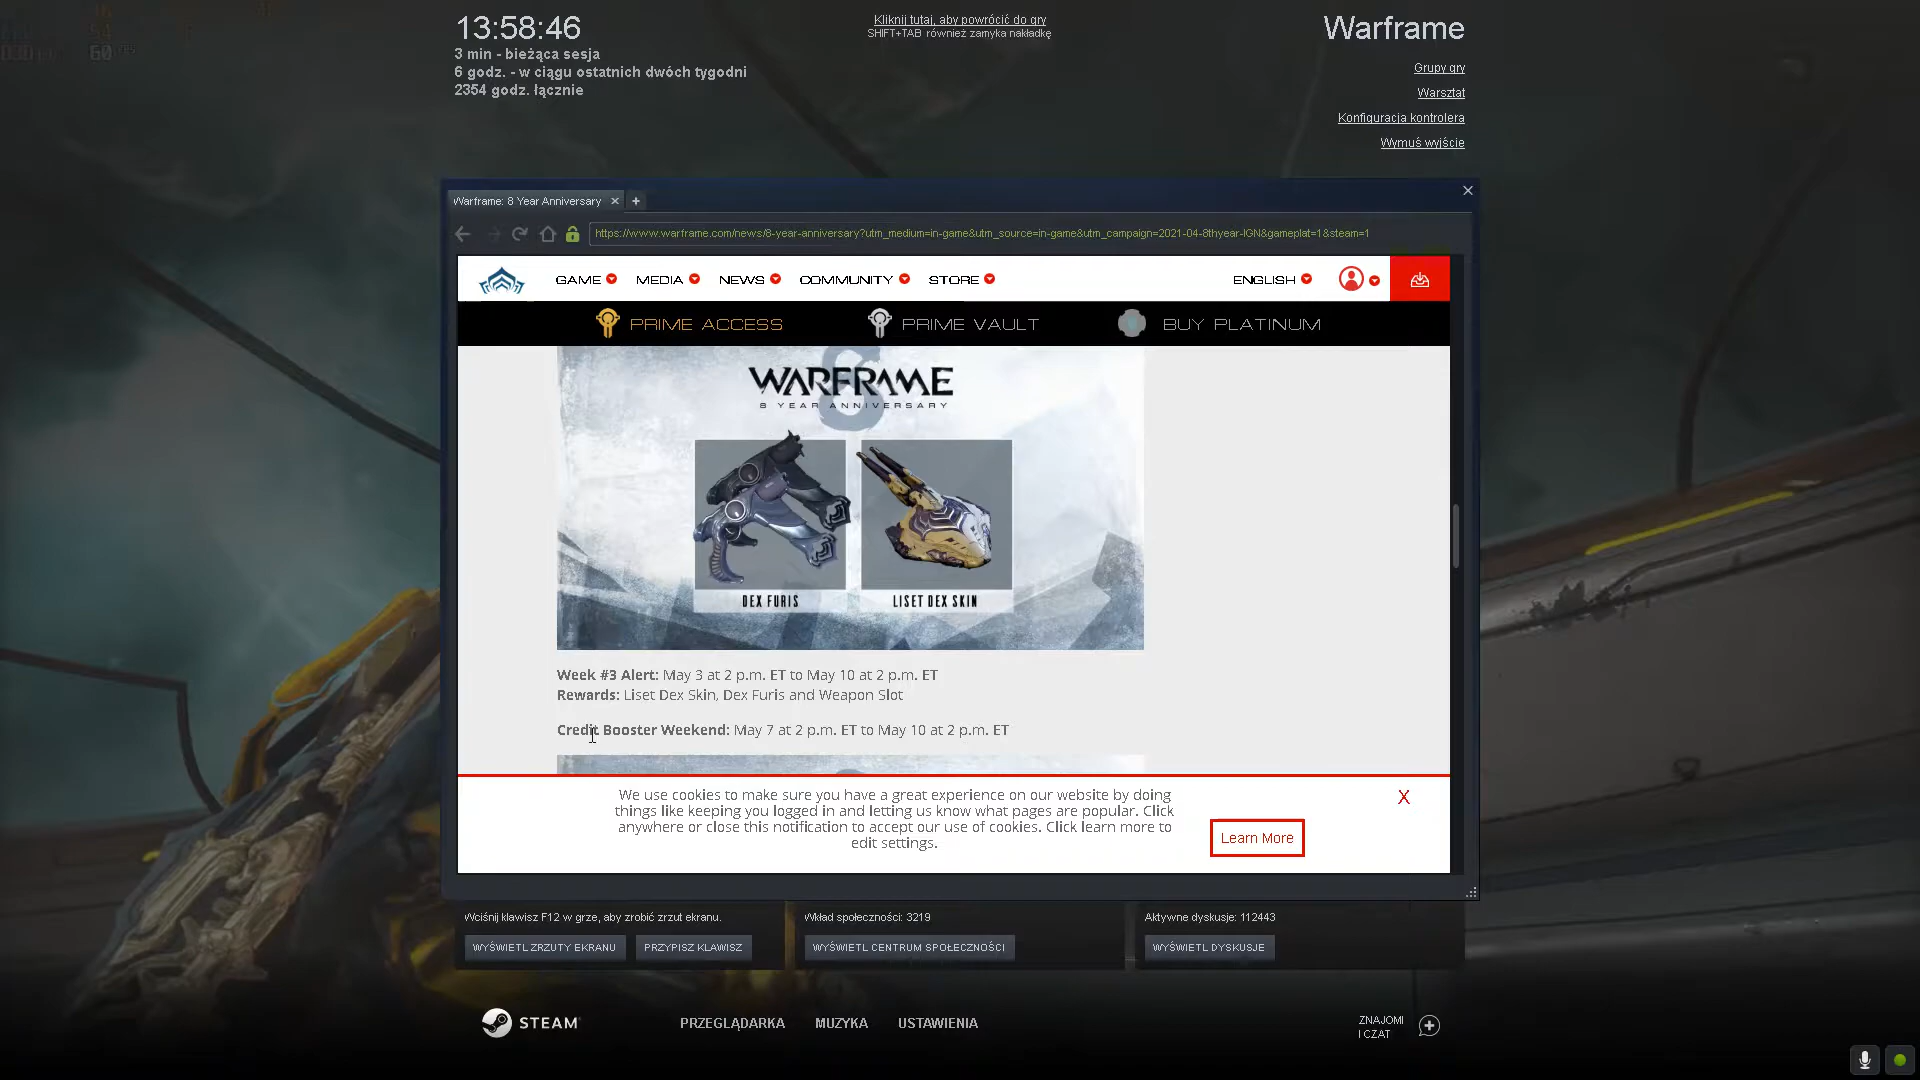 13:58:46
3 min - bieżąca sesja
6 godz. - w ciągu ostatnich dwóch tygodni
2354 godz. łącznie
Kliknij tutaj, aby powrócić do gry
SHIFT+TAB również zamyka nakładkę
Warframe
Grupy gry
Warsztat
Konfiguracja kontrolera
Wymuś wyjście
60
Warframe: 8 Year Anniversary
https://www.warframe.com/news/8-year-anniversary?utm_medium=in-game&utm_source=in-game&utm_campaign=2021-04-8thyear-IGN&gameplat=1&steam=1
GAME MEDIA NEWS COMMUNITY STORE ENGLISH
PRIME ACCESS PRIME VAULT BUY PLATINUM
8
WARFRAME
8 YEAR ANNIVERSARY
DEX FURIS LISET DEX SKIN
Week #3 Alert: May 3 at 2 p.m. ET to May 10 at 2 p.m. ET
Rewards: Liset Dex Skin, Dex Furis and Weapon Slot
Credit Booster Weekend: May 7 at 2 p.m. ET to May 10 at 2 p.m. ET
We use cookies to make sure you have a great experience on our website by doing
things like keeping you logged in and letting us know what pages are popular. Click
anywhere or close this notification to accept our use of cookies. Click learn more to
edit settings.
X
Learn More
Wciśnij klawisz F12 w grze, aby zrobić zrzut ekranu.
WYŚWIETL ZRZUTY EKRANU PRZYPISZ KLAWISZ
Wkład społeczności: 3219
WYŚWIETL CENTRUM SPOŁECZNOŚCI
Aktywne dyskusje: 112443
WYŚWIETL DYSKUSJE
STEAM
PRZEGLĄDARKA MUZYKA USTAWIENIA
ZNAJOMI
I CZAT